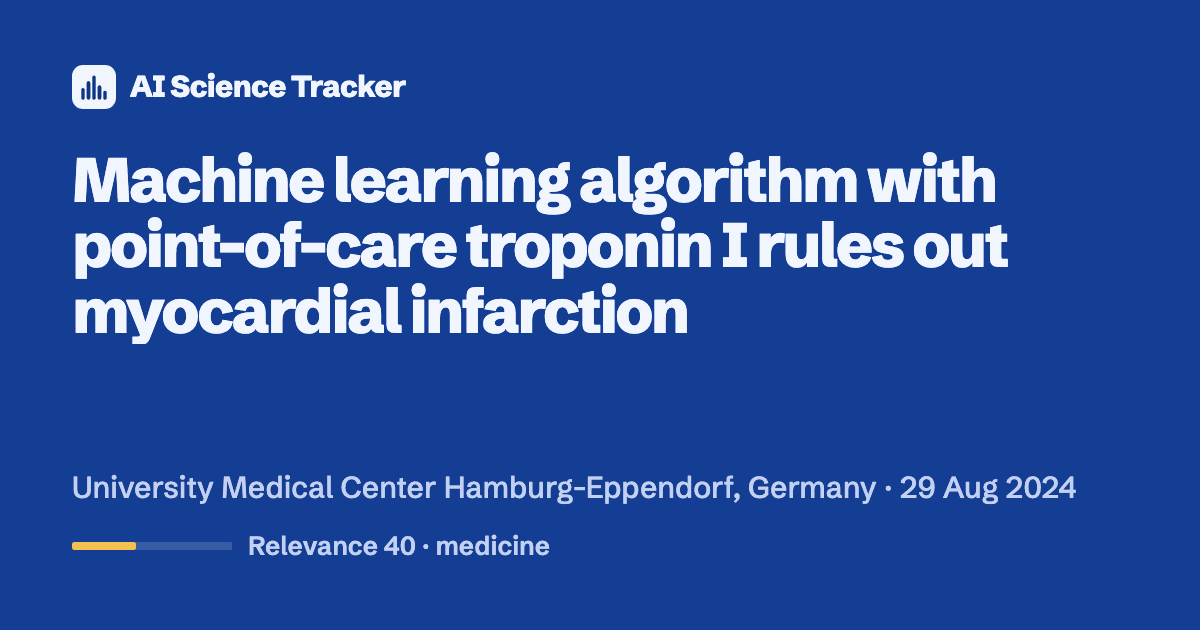 AI Science Tracker
Machine learning algorithm with
point-of-care troponin I rules out
myocardial infarction
University Medical Center Hamburg-Eppendorf, Germany · 29 Aug 2024
Relevance 40 · medicine